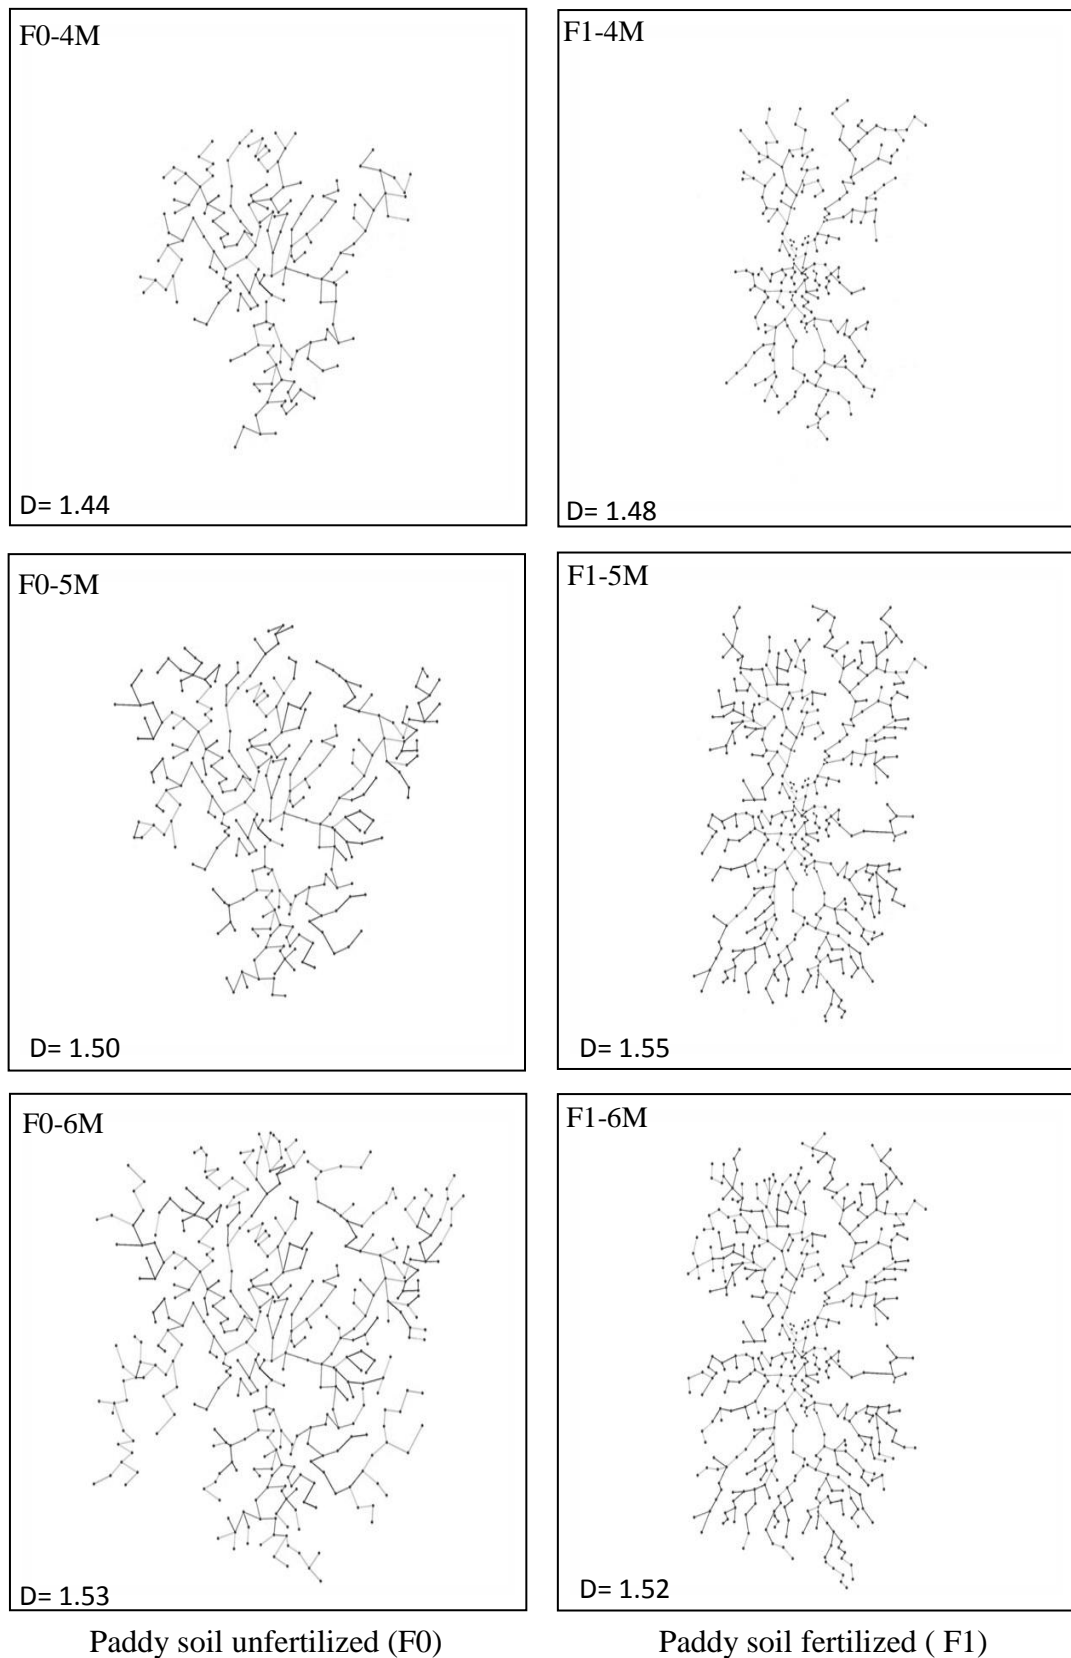 F0-4M
D= 1.44
F1-4M
D= 1.48
F0-5M
D= 1.50
F1-5M
D= 1.55
F0-6M
D= 1.53
F1-6M
D= 1.52
Paddy soil unfertilized (F0)
Paddy soil fertilized ( F1)